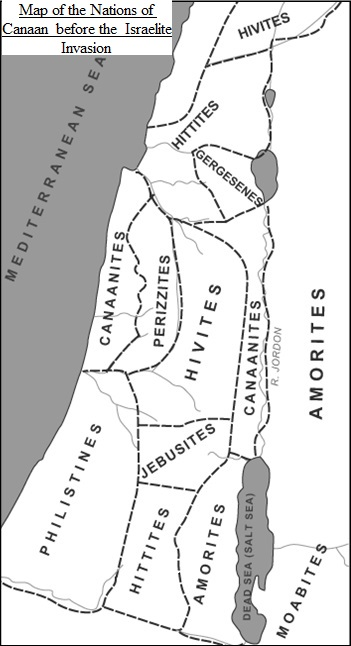 Map of the Nations of
Canaan before the Israelite
Invasion
HIVITES
MEDITERRANEAN SEA
HITTITES
GERGESENES
CANAANITES
PERIZZITES
HIVITES
CANAANITES
R. JORDON
AMORITES
JEBUSITES
PHILISTINES
HITTITES
AMORITES
DEAD SEA (SALT SEA)
MOABITES